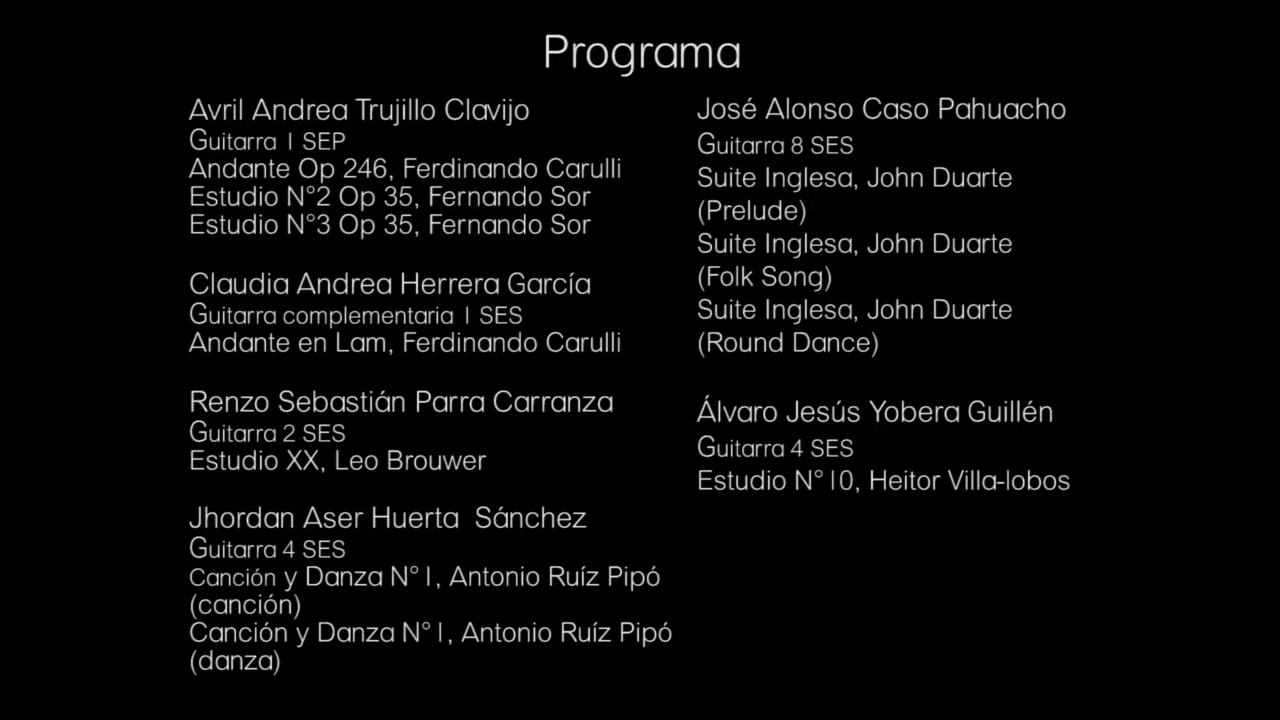 Programa
Avril Andrea Trujillo Clavijo
Guitarra 1 SEP
Andante Op 246, Ferdinando Carulli
Estudio N°2 Op 35, Fernando Sor
Estudio N°3 Op 35, Fernando Sor
Claudia Andrea Herrera García
Guitarra complementaria 1 SES
Andante en Lam, Ferdinando Carulli
Renzo Sebastián Parra Carranza
Guitarra 2 SES
Estudio XX, Leo Brouwer
Jhordan Aser Huerta  Sánchez
Guitarra 4 SES
Canción y Danza N°1, Antonio Ruíz Pipó
(canción)
Canción y Danza N°1, Antonio Ruíz Pipó
(danza)
José Alonso Caso Pahuacho
Guitarra 8 SES
Suite Inglesa, John Duarte
(Prelude)
Suite Inglesa, John Duarte
(Folk Song)
Suite Inglesa, John Duarte
(Round Dance)
Álvaro Jesús Yobera Guillén
Guitarra 4 SES
Estudio N°10, Heitor Villa-lobos